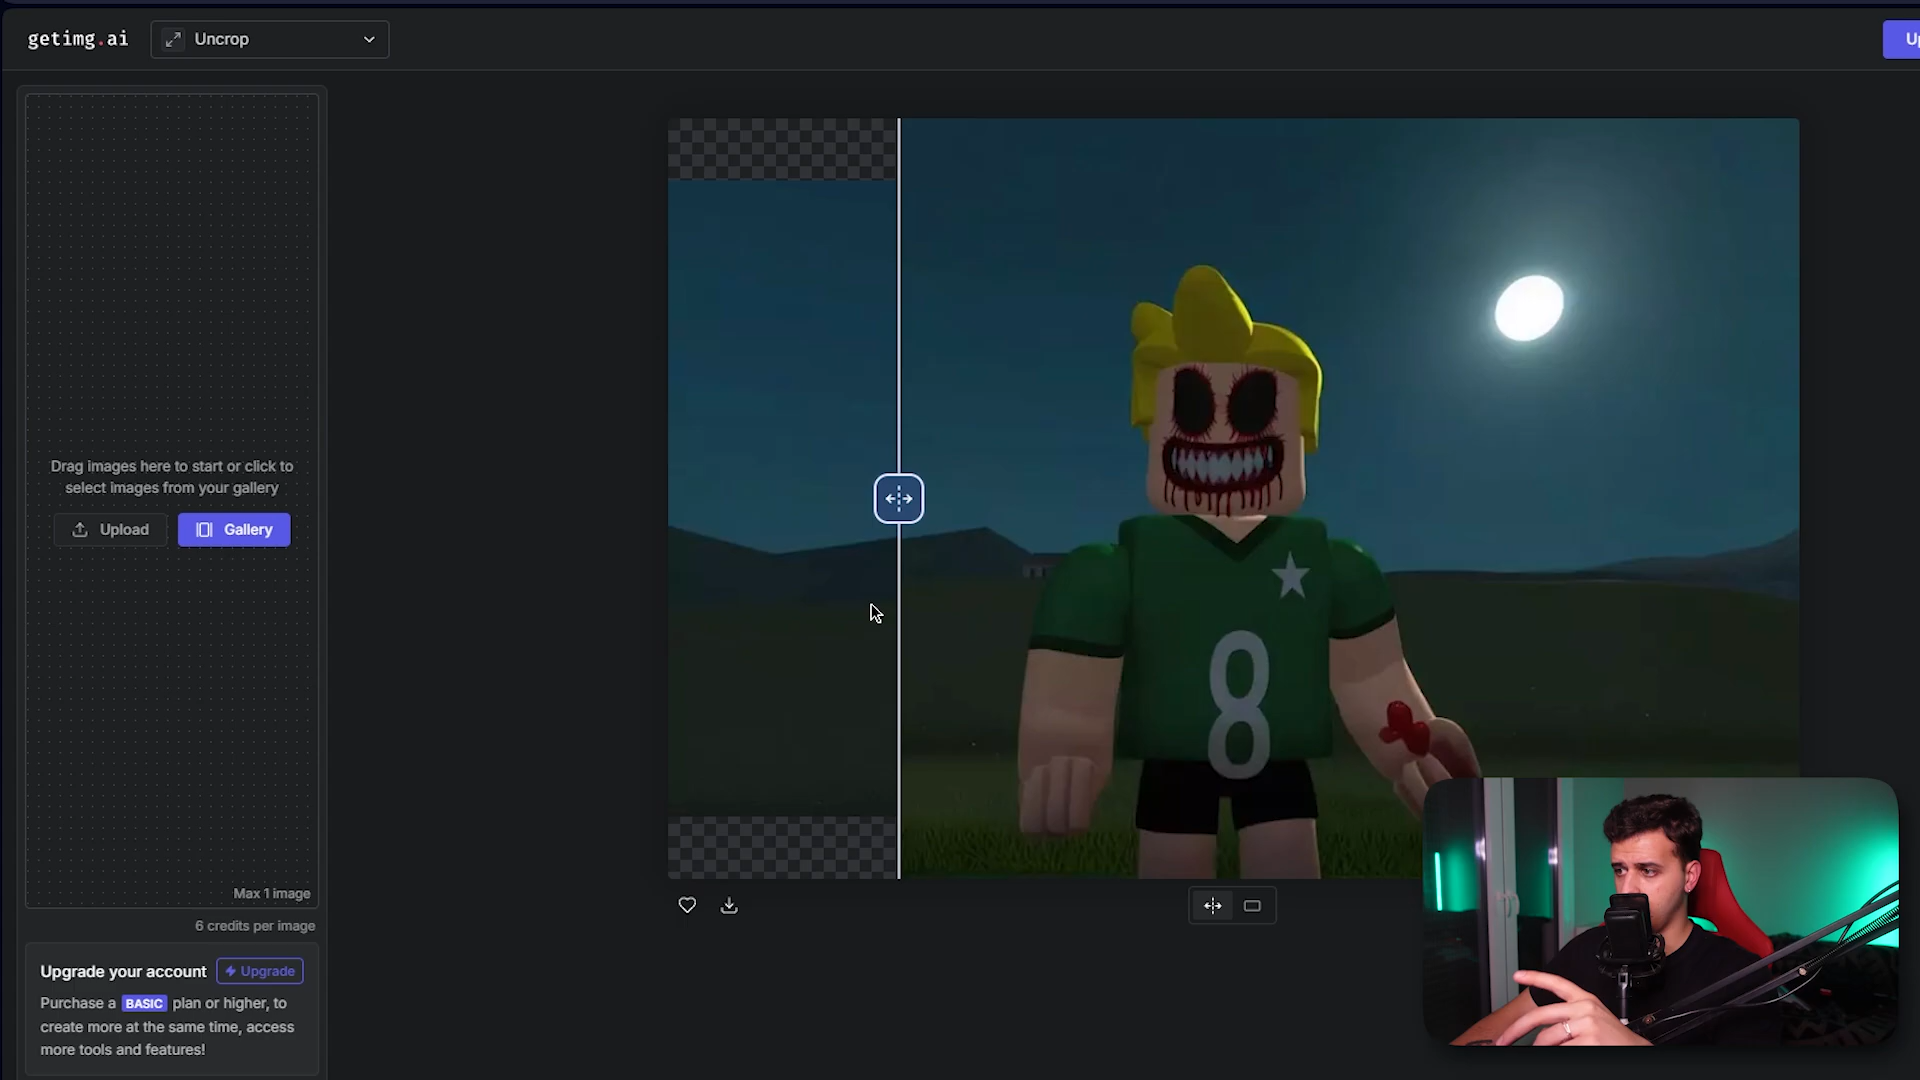 getimg.ai
Uncrop
Drag images here to start or click to
select images from your gallery
Upload
Gallery
Max 1 image
6 credits per image
Upgrade your account
Upgrade
Purchase a BASIC plan or higher, to
create more at the same time, access
more tools and features!
8